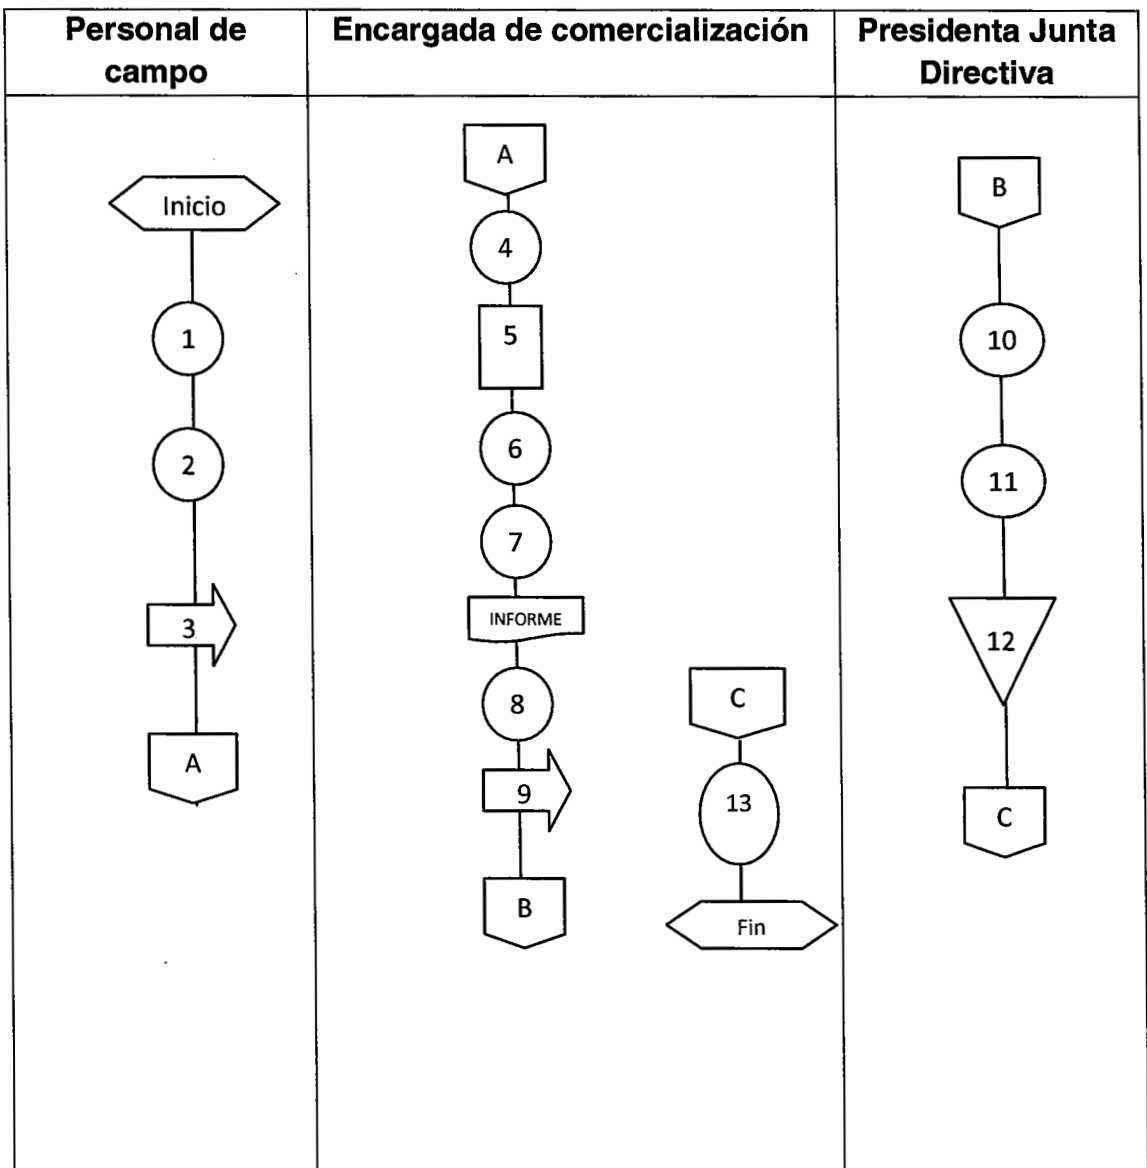 Personal de
campo
Encargada de comercialización
Presidenta Junta
Directiva
Inicio
1
2
3
A
A
4
5
6
7
INFORME
8
9
B
C
13
Fin
B
10
11
12
C